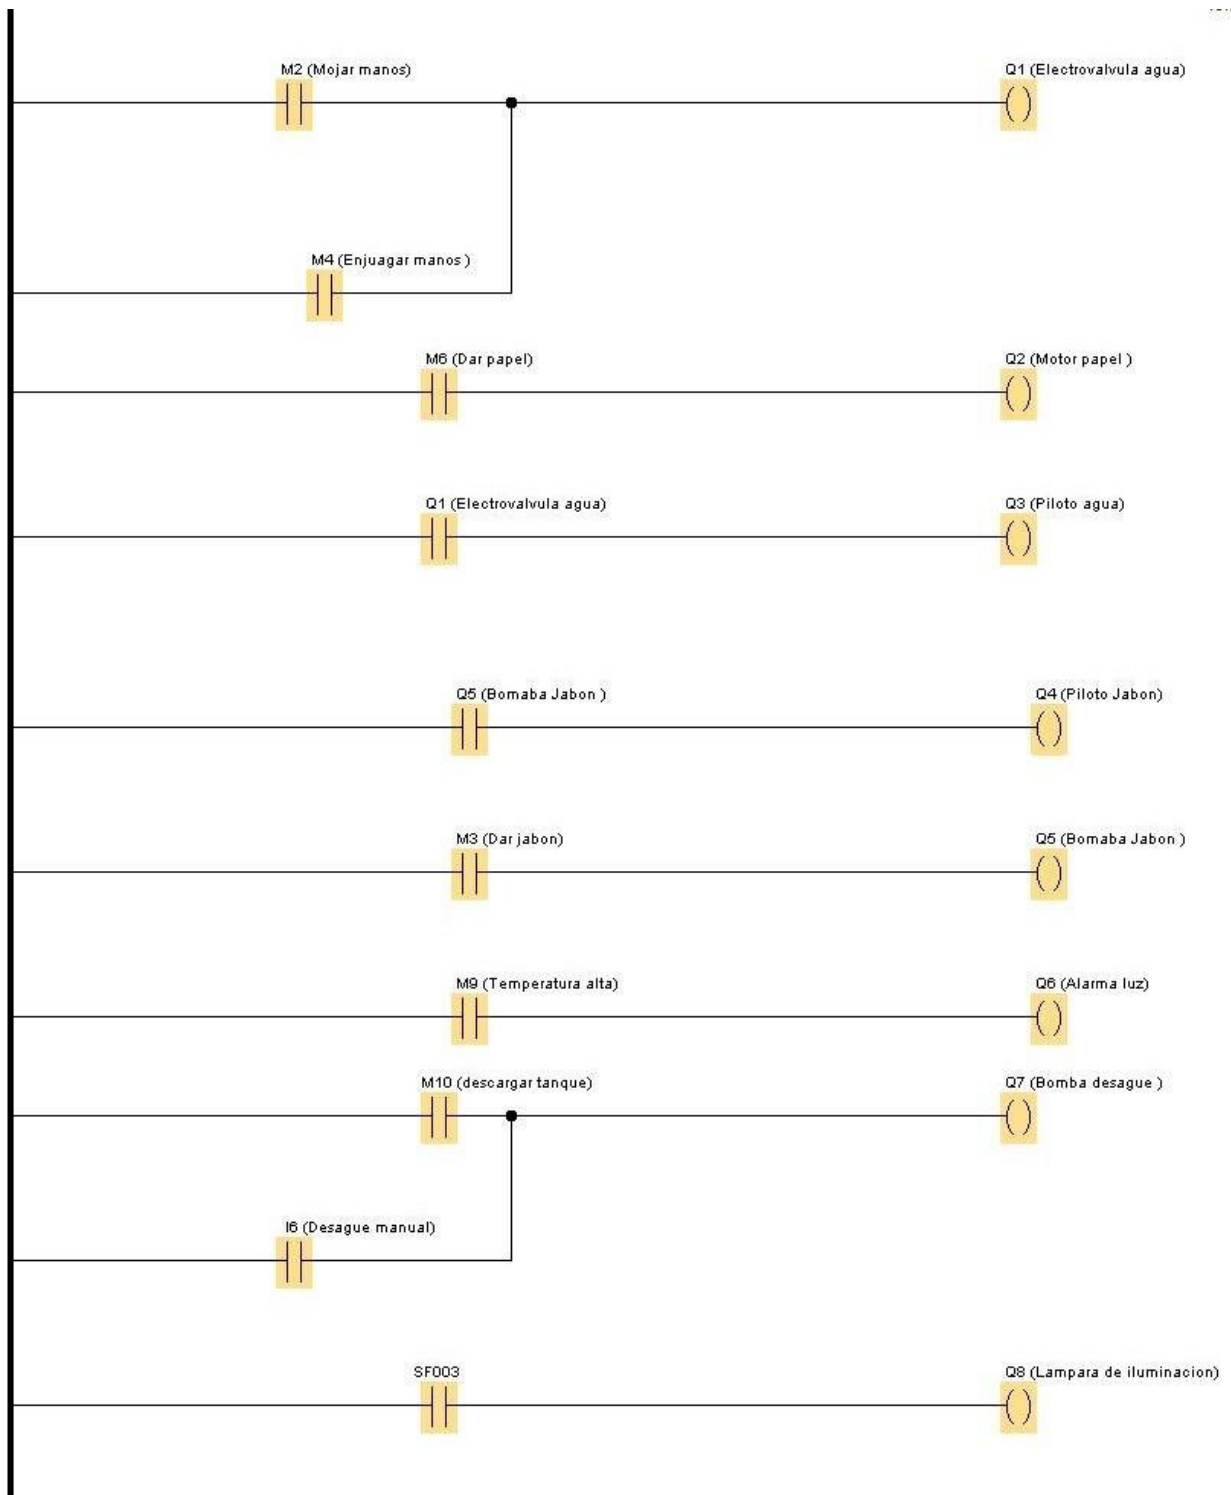 M2 (Mojar manos)
Q1 (Electrovalvula agua)
M4 (Enjuagar manos )
M6 (Dar papel)
Q2 (Motor papel )
Q1 (Electrovalvula agua)
Q3 (Piloto agua)
Q5 (Bomaba Jabon )
Q4 (Piloto Jabon)
M3 (Dar jabon)
Q5 (Bomaba Jabon )
M9 (Temperatura alta)
Q6 (Alarma luz)
M10 (descargar tanque)
Q7 (Bomba desague )
I6 (Desague manual)
SF003
Q8 (Lampara de iluminacion)